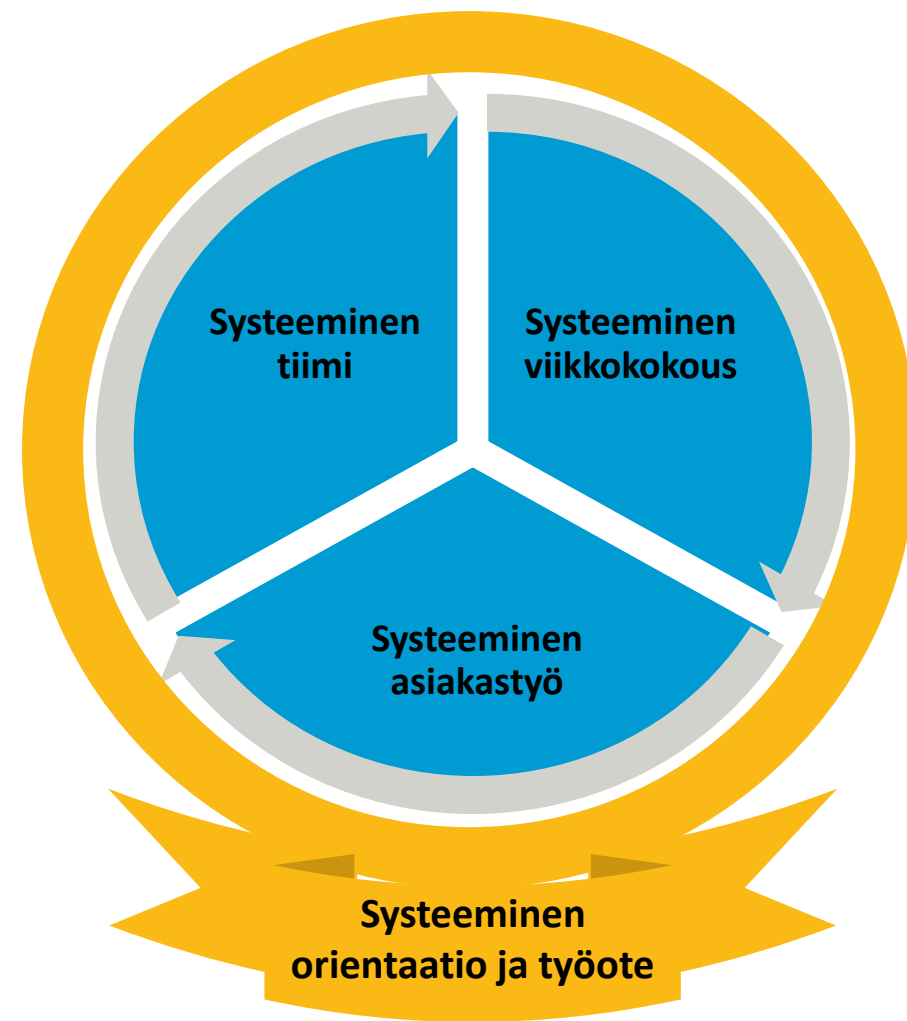 Systeeminen
tiimi
Systeeminen
viikkokokous
Systeeminen
asiakastyö
Systeeminen
orientaatio ja työote